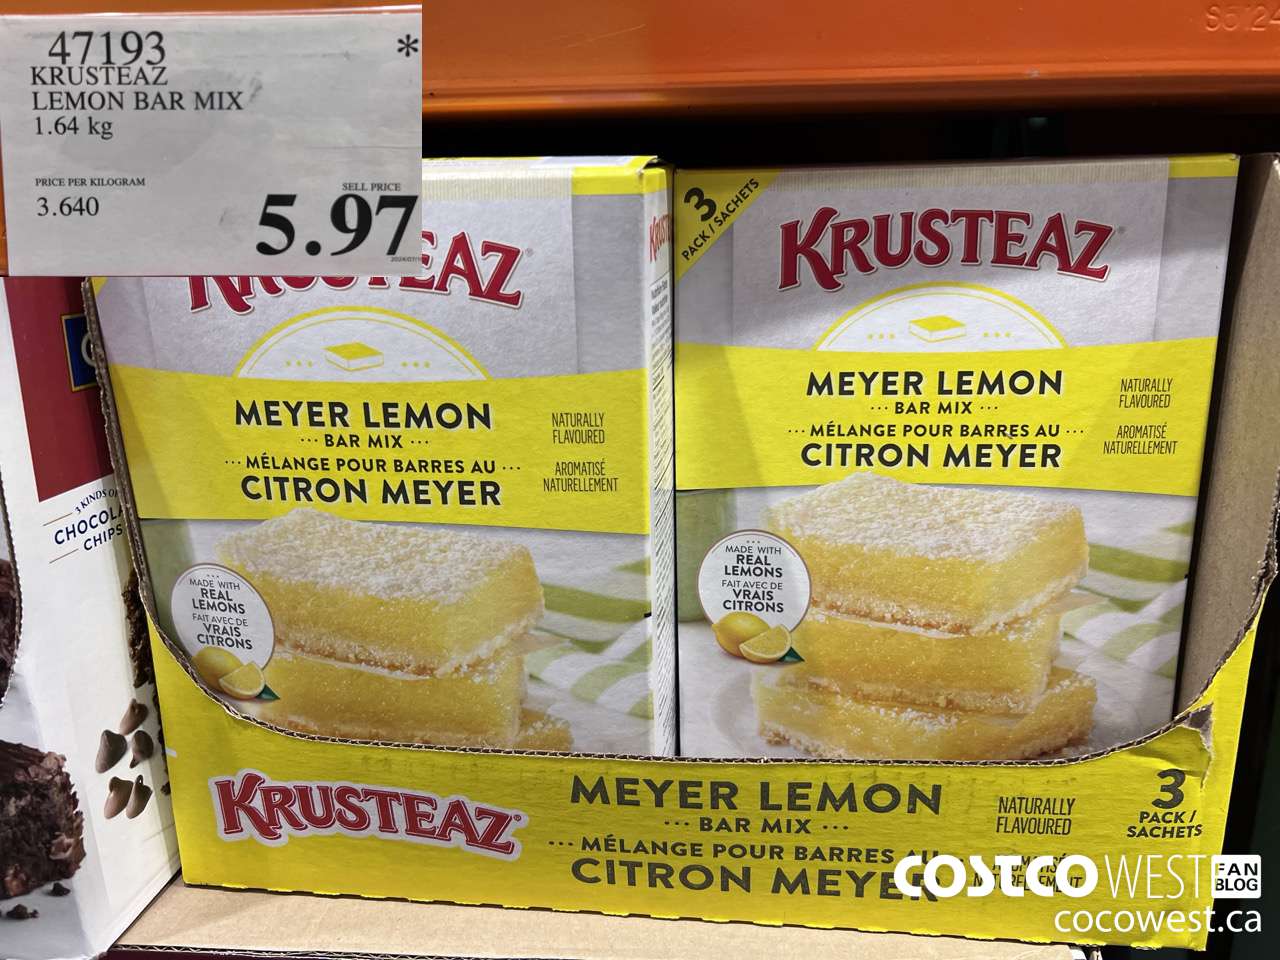 47193 *
KRUSTEAZ
LEMON BAR MIX
1.64 kg
PRICE PER KILOGRAM
3.640
SELL PRICE
5.97
KRUSTEAZ
MEYER LEMON
BAR MIX
MÉLANGE POUR BARRES AU
CITRON MEYER
NATURALLY
FLAVOURED
AROMATISÉ
NATURELLEMENT
MADE WITH
REAL
LEMONS
FAIT AVEC DE
VRAIS
CITRONS
3
PACK / SACHETS
KRUSTEAZ
MEYER LEMON
BAR MIX
MÉLANGE POUR BARRES AU
CITRON MEYER
NATURALLY
FLAVOURED
AROMATISÉ
NATURELLEMENT
MADE WITH
REAL
LEMONS
FAIT AVEC DE
VRAIS
CITRONS
3 KINDS OF
CHOCOLA
CHIPS
KRUSTEAZ
MEYER LEMON
BAR MIX
MÉLANGE POUR BARRES AU
CITRON MEYER
NATURALLY
FLAVOURED
3
PACK /
SACHETS
COSTCO WEST FAN BLOG
cocowest.ca